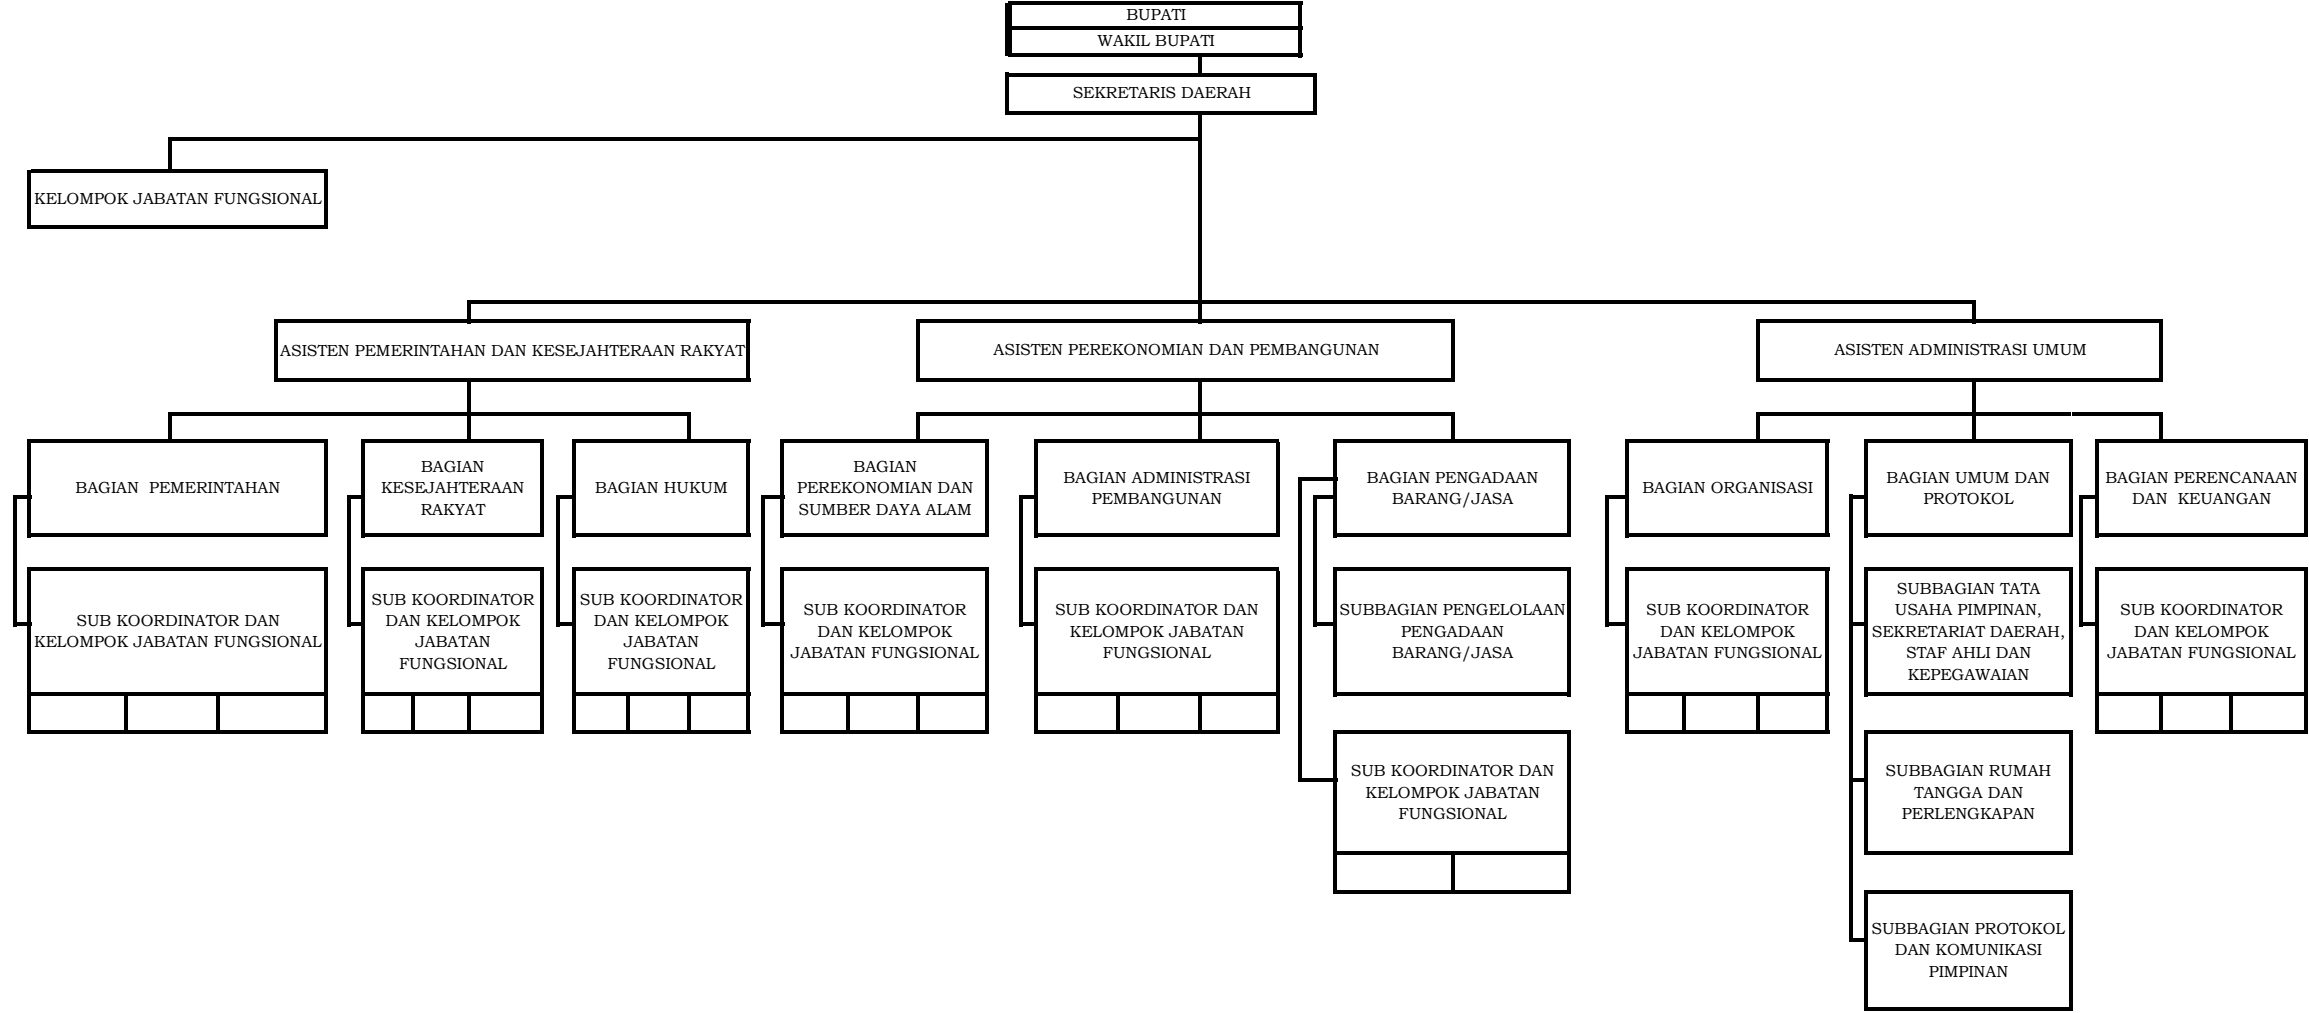 BUPATI
WAKIL BUPATI
SEKRETARIS DAERAH
KELOMPOK JABATAN FUNGSIONAL
ASISTEN PEMERINTAHAN DAN KESEJAHTERAAN RAKYAT
ASISTEN PEREKONOMIAN DAN PEMBANGUNAN
ASISTEN ADMINISTRASI UMUM
BAGIAN  PEMERINTAHAN
BAGIAN
KESEJAHTERAAN
RAKYAT
BAGIAN HUKUM
BAGIAN
PEREKONOMIAN DAN
SUMBER DAYA ALAM
BAGIAN ADMINISTRASI
PEMBANGUNAN
BAGIAN PENGADAAN
BARANG/JASA
BAGIAN ORGANISASI
BAGIAN UMUM DAN
PROTOKOL
BAGIAN PERENCANAAN
DAN  KEUANGAN
SUB KOORDINATOR DAN
KELOMPOK JABATAN FUNGSIONAL
SUB KOORDINATOR
DAN KELOMPOK
JABATAN
FUNGSIONAL
SUB KOORDINATOR
DAN KELOMPOK
JABATAN
FUNGSIONAL
SUB KOORDINATOR
DAN KELOMPOK
JABATAN FUNGSIONAL
SUB KOORDINATOR DAN
KELOMPOK JABATAN
FUNGSIONAL
SUBBAGIAN PENGELOLAAN
PENGADAAN
BARANG/JASA
SUB KOORDINATOR
DAN KELOMPOK
JABATAN FUNGSIONAL
SUBBAGIAN TATA
USAHA PIMPINAN,
SEKRETARIAT DAERAH,
STAF AHLI DAN
KEPEGAWAIAN
SUB KOORDINATOR
DAN KELOMPOK
JABATAN FUNGSIONAL
SUB KOORDINATOR DAN
KELOMPOK JABATAN
FUNGSIONAL
SUBBAGIAN RUMAH
TANGGA DAN
PERLENGKAPAN
SUBBAGIAN PROTOKOL
DAN KOMUNIKASI
PIMPINAN